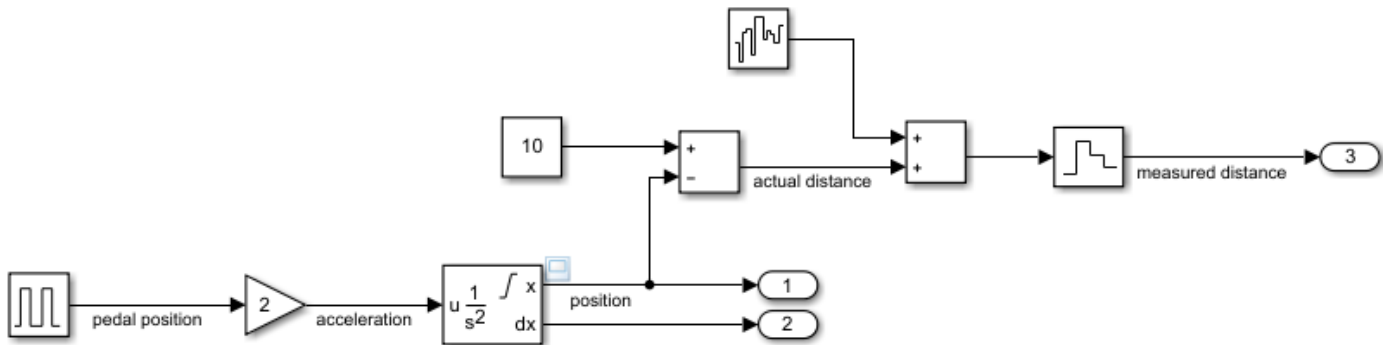 10
+
−
actual distance
+
+
measured distance
3
pedal position
2
acceleration
u 1
s2
x
dx
position
1
2